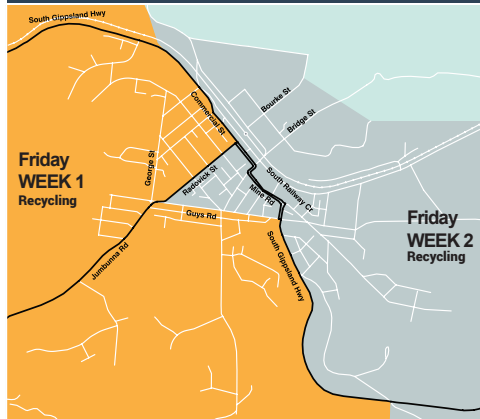 South Gippsland Hwy
Commercial St
Bourke St
Bridge St
George St
Friday
WEEK 1
Recycling
Radovick St
Mine Rd
South Railway Cr
Guys Rd
Friday
WEEK 2
Recycling
Jumbunna Rd
South Gippsland Hwy